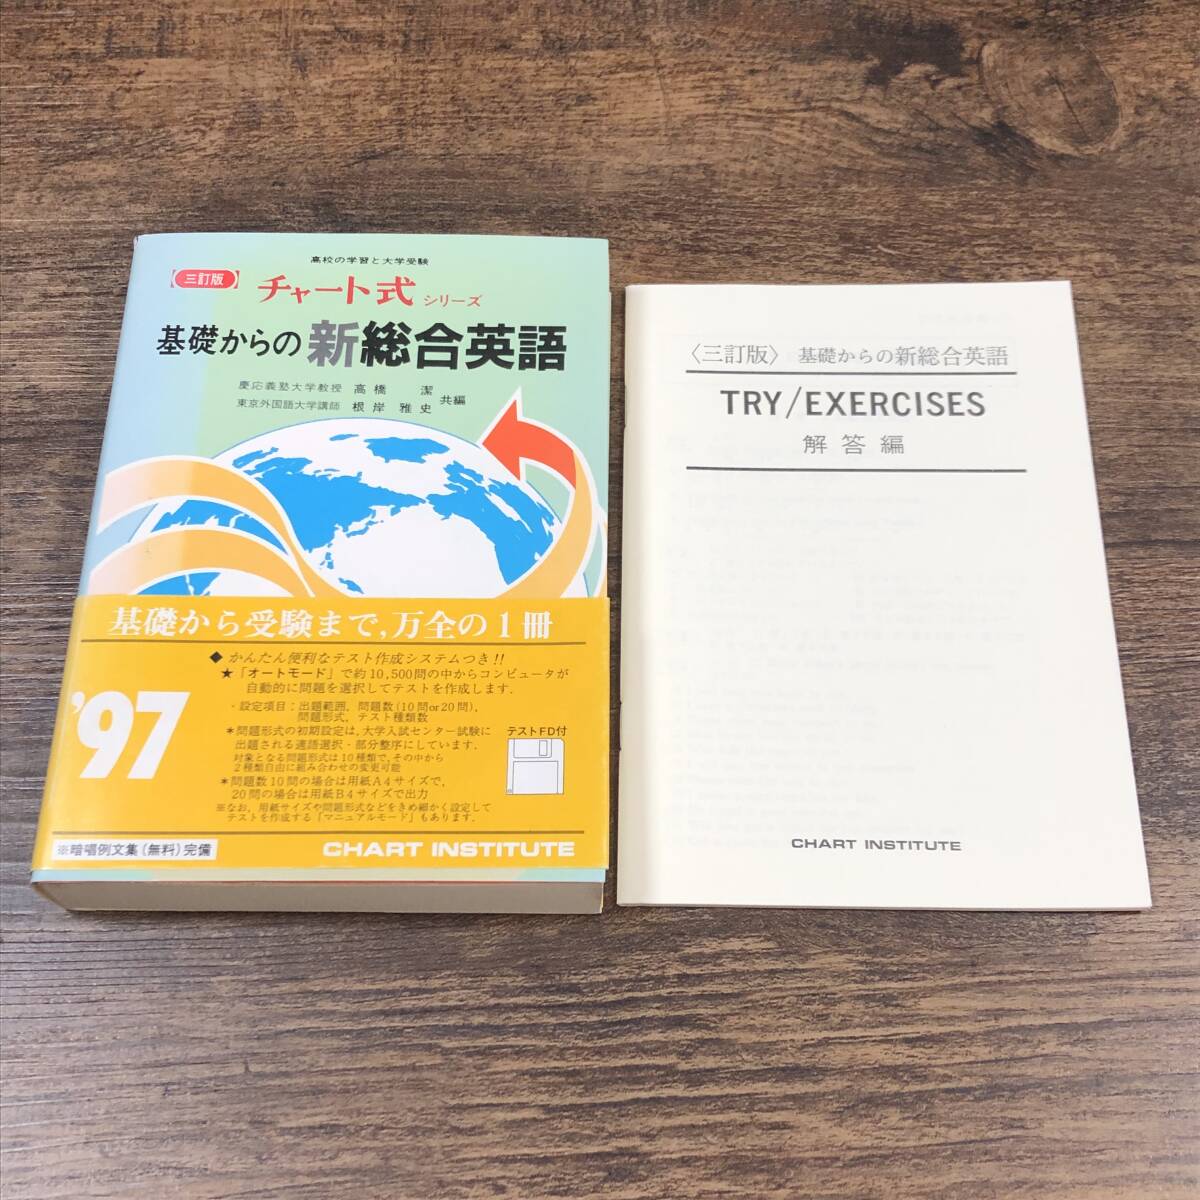 高校の学習と大学受験
【三訂版】 チャート式 シリーズ
基礎からの 新総合英語
慶応義塾大学教授 高橋 潔
東京外国語大学講師 根岸 雅史 共編
基礎から受験まで,万全の1冊
'97
◆ かんたん便利なテスト作成システムつき!!
★「オートモード」で約10,500問の中からコンピュータが
自動的に問題を選択してテストを作成します.
・設定項目:出題範囲,問題数(10問or20問),
問題形式,テスト種類数
*問題形式の初期設定は,大学入試センター試験に
出題される適語選択・部分整序にしています.
対象となる問題形式は10種類で,その中から
2種類自由に組み合わせの変更可能
*問題数10問の場合は用紙A4サイズで,
20問の場合は用紙B4サイズで出力
※なお,用紙サイズや問題形式などをきめ細かく設定して
テストを作成する「マニュアルモード」もあります.
テストFD付
※暗唱例文集(無料)完備
CHART INSTITUTE
〈三訂版〉 基礎からの新総合英語
TRY/EXERCISES
解答編
CHART INSTITUTE